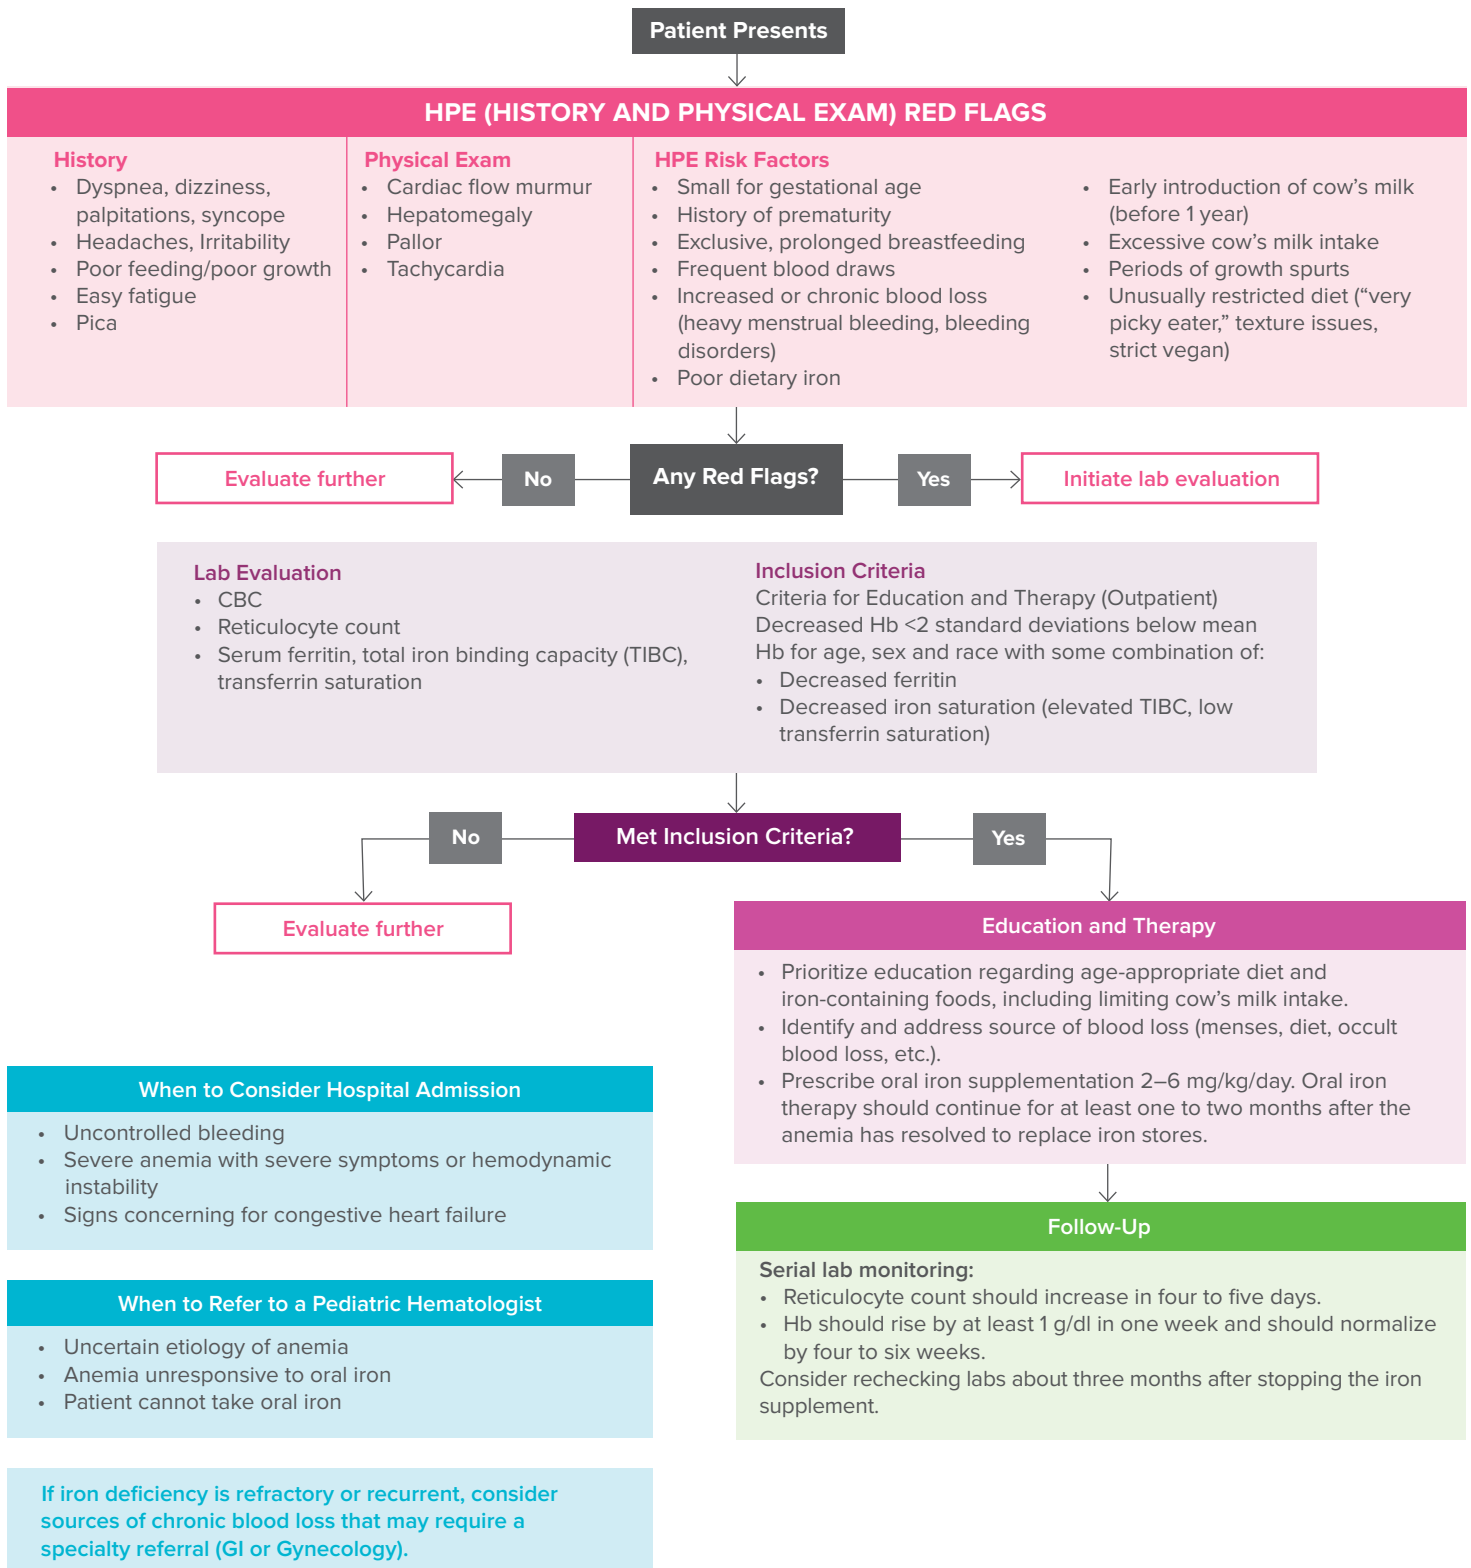 Patient Presents
HPE (HISTORY AND PHYSICAL EXAM) RED FLAGS
History
• Dyspnea, dizziness,
palpitations, syncope
• Headaches, Irritability
• Poor feeding/poor growth
• Easy fatigue
• Pica
Physical Exam
• Cardiac flow murmur
• Hepatomegaly
• Pallor
• Tachycardia
HPE Risk Factors
• Small for gestational age
• History of prematurity
• Exclusive, prolonged breastfeeding
• Frequent blood draws
• Increased or chronic blood loss
(heavy menstrual bleeding, bleeding
disorders)
• Poor dietary iron
• Early introduction of cow’s milk
(before 1 year)
• Excessive cow’s milk intake
• Periods of growth spurts
• Unusually restricted diet (“very
picky eater,” texture issues,
strict vegan)
Evaluate further
No
Any Red Flags?
Yes
Initiate lab evaluation
Lab Evaluation
• CBC
• Reticulocyte count
• Serum ferritin, total iron binding capacity (TIBC),
transferrin saturation
Inclusion Criteria
Criteria for Education and Therapy (Outpatient)
Decreased Hb <2 standard deviations below mean
Hb for age, sex and race with some combination of:
• Decreased ferritin
• Decreased iron saturation (elevated TIBC, low
transferrin saturation)
No
Met Inclusion Criteria?
Yes
Evaluate further
Education and Therapy
• Prioritize education regarding age-appropriate diet and
iron-containing foods, including limiting cow’s milk intake.
• Identify and address source of blood loss (menses, diet, occult
blood loss, etc.).
• Prescribe oral iron supplementation 2–6 mg/kg/day. Oral iron
therapy should continue for at least one to two months after the
anemia has resolved to replace iron stores.
When to Consider Hospital Admission
• Uncontrolled bleeding
• Severe anemia with severe symptoms or hemodynamic
instability
• Signs concerning for congestive heart failure
Follow-Up
Serial lab monitoring:
• Reticulocyte count should increase in four to five days.
• Hb should rise by at least 1 g/dl in one week and should normalize
by four to six weeks.
Consider rechecking labs about three months after stopping the iron
supplement.
When to Refer to a Pediatric Hematologist
• Uncertain etiology of anemia
• Anemia unresponsive to oral iron
• Patient cannot take oral iron
If iron deficiency is refractory or recurrent, consider
sources of chronic blood loss that may require a
specialty referral (GI or Gynecology).